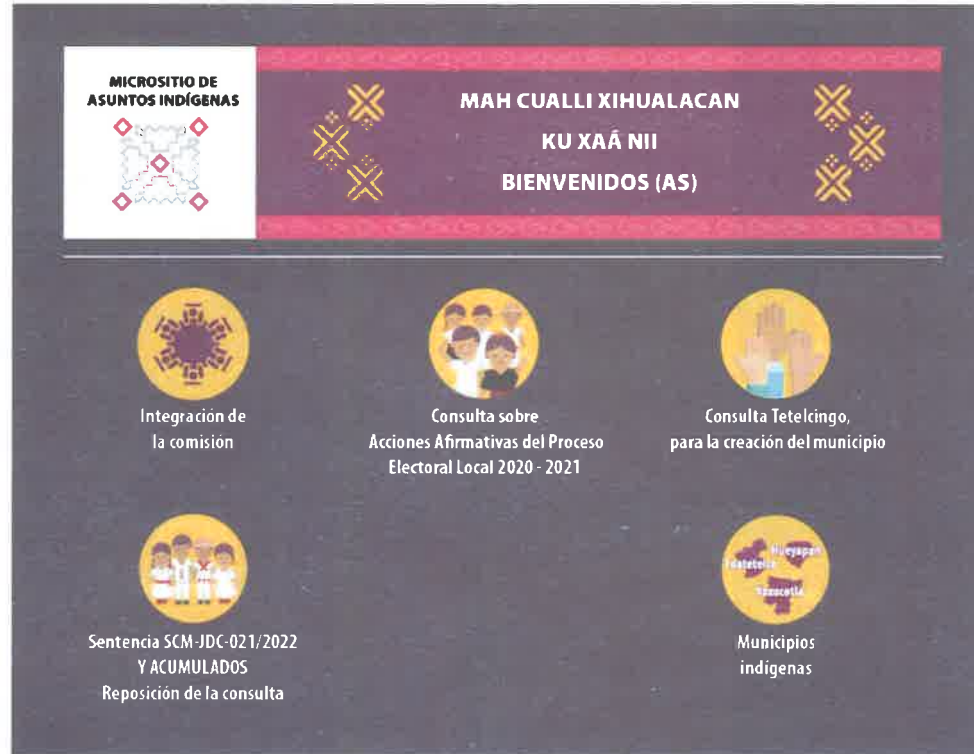 MICROSITIO DE
ASUNTOS INDÍGENAS
MAH CUALLI XIHUALACAN
KU XAÁ NII
BIENVENIDOS (AS)
Integración de
la comisión
Consulta sobre
Acciones Afirmativas del Proceso
Electoral Local 2020 - 2021
Consulta Tetelcingo,
para la creación del municipio
Sentencia SCM-JDC-021/2022
Y ACUMULADOS
Reposición de la consulta
Hueyapan
Xoxocotla
Municipios
indígenas